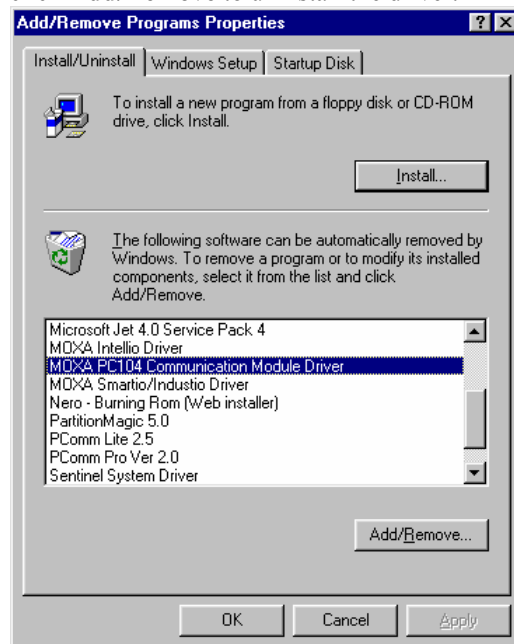 Add/Remove Programs Properties
Install/Uninstall
Windows Setup
Startup Disk
To install a new program from a floppy disk or CD-ROM
drive, click Install.
Install...
The following software can be automatically removed by
Windows. To remove a program or to modify its installed
components, select it from the list and click
Add/Remove.
Microsoft Jet 4.0 Service Pack 4
MOXA Intellio Driver
MOXA PC104 Communication Module Driver
MOXA Smartio/Industio Driver
Nero - Burning Rom (Web installer)
PartitionMagic 5.0
PComm Lite 2.5
PComm Pro Ver 2.0
Sentinel System Driver
Add/Remove...
OK
Cancel
Apply